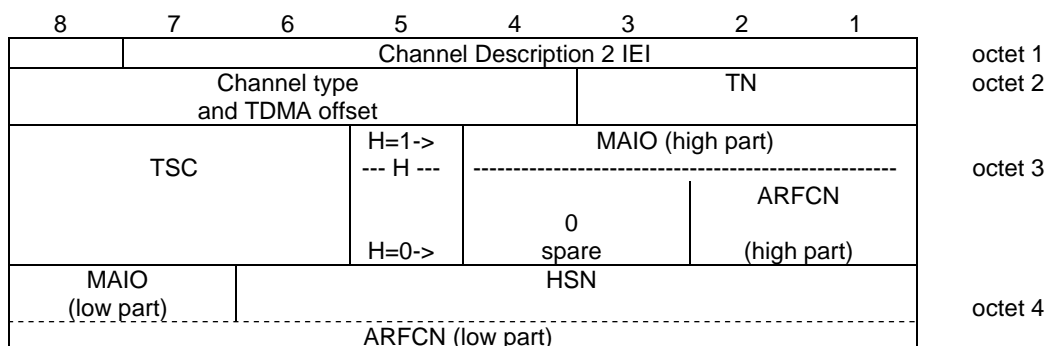 8 7 6 5 4 3 2 1
Channel Description 2 IEI octet 1
Channel type TN octet 2
and TDMA offset
H=1-> MAIO (high part)
TSC --- H --- ------------------------------------------------------ octet 3
ARFCN
0
H=0-> spare (high part)
MAIO HSN
(low part) octet 4
ARFCN (low part)